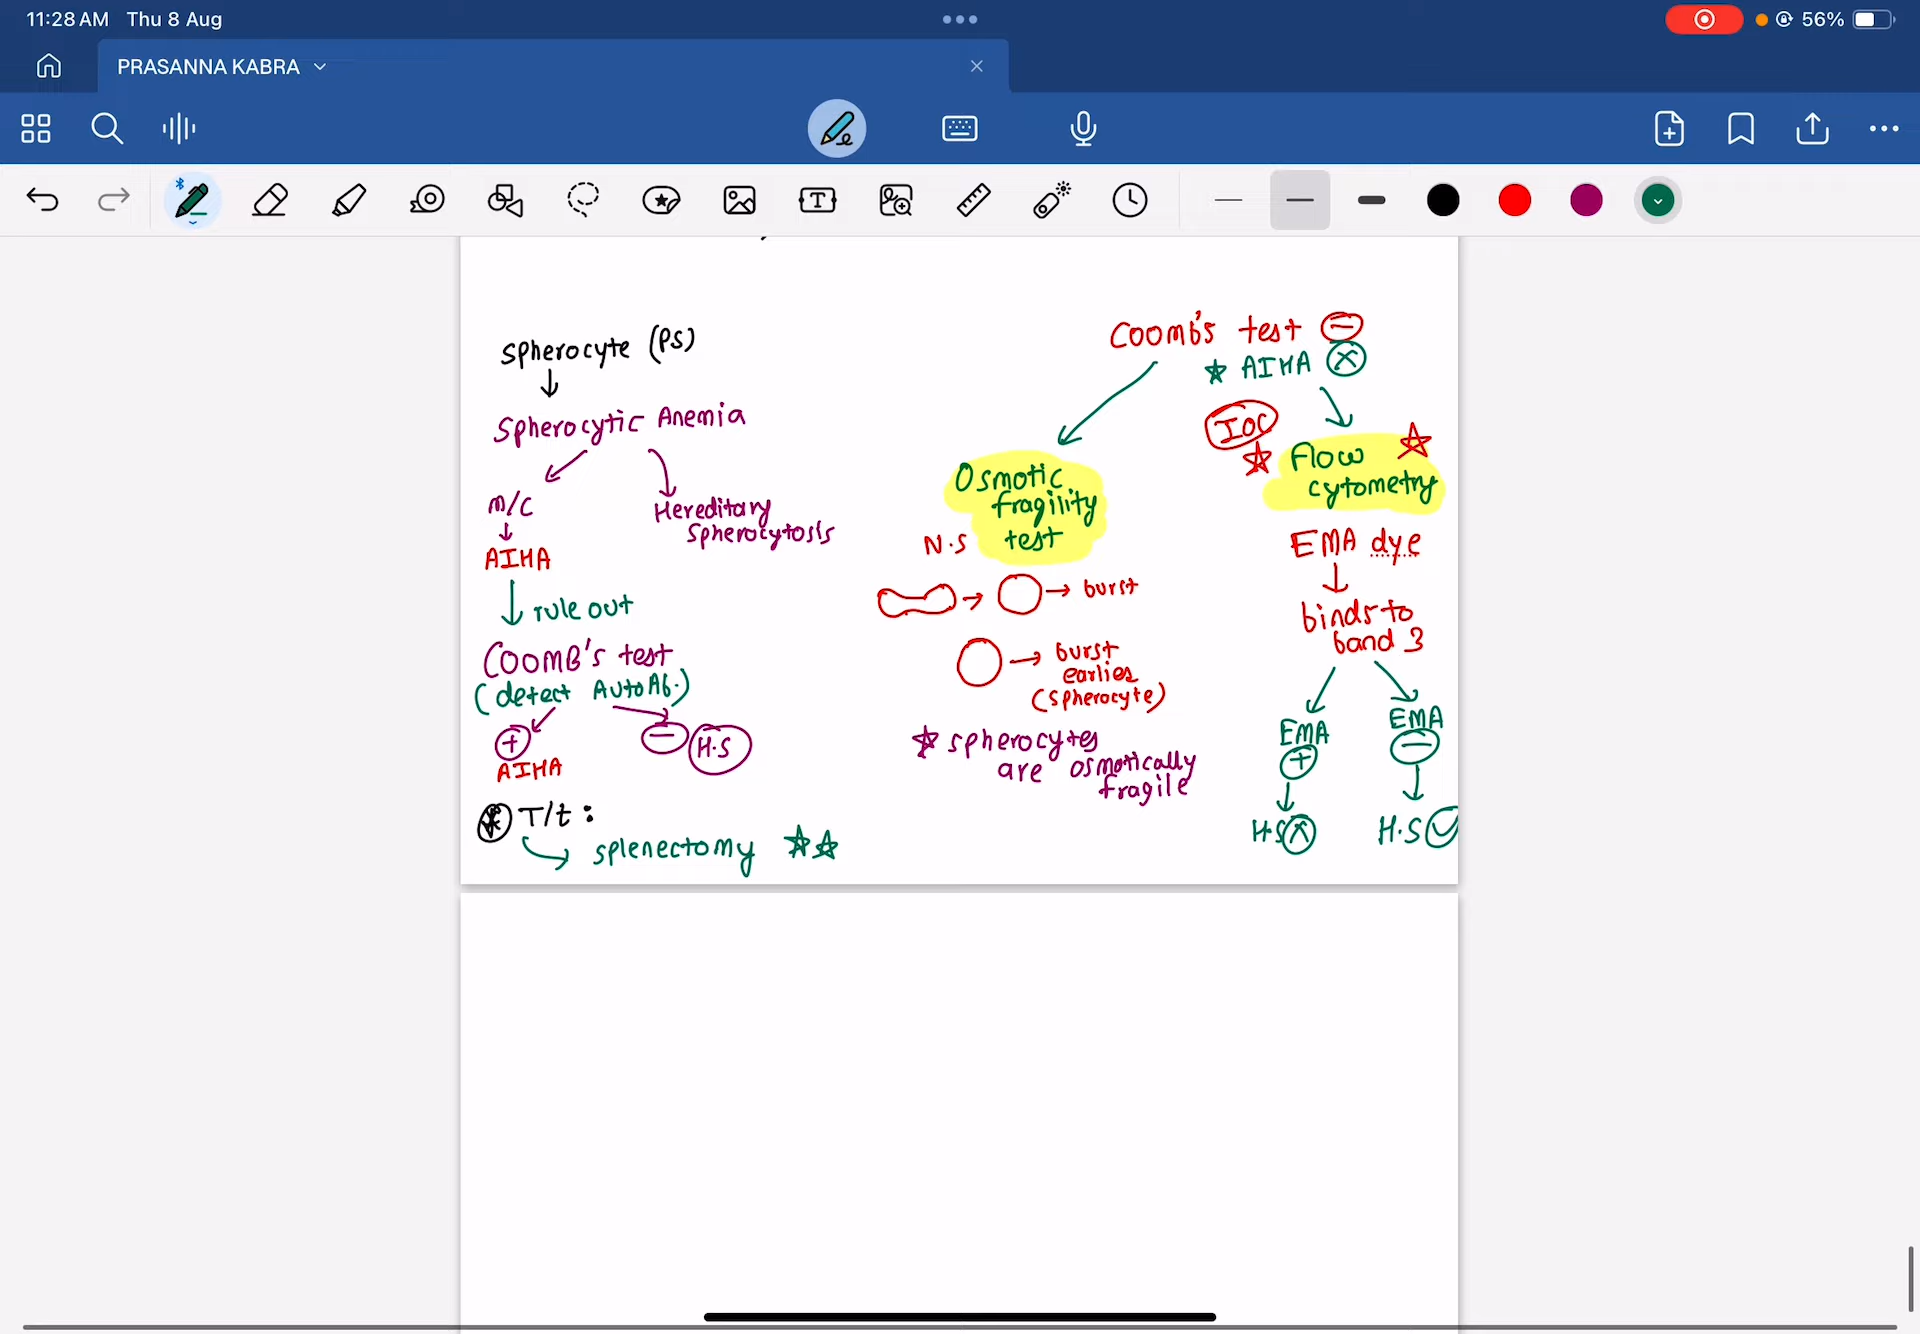 11:28 AM Thu 8 Aug
56%
PRASANNA KABRA
Spherocyte (PS)
Spherocytic Anemia
M/C
Hereditary
Spherocytosis
AIHA
rule out
COOMB's test
(detect AutoAb.)
+
−
H.S
AIHA
T/t :
splenectomy
Coomb's test −
AIHA X
IOC
Osmotic
fragility
test
N.S
burst
burst
earlies
(spherocyte)
spherocytes
are osmotically
fragile
Flow
cytometry
EMA dye
binds to
band 3
EMA
+
H.S X
EMA
−
H.S